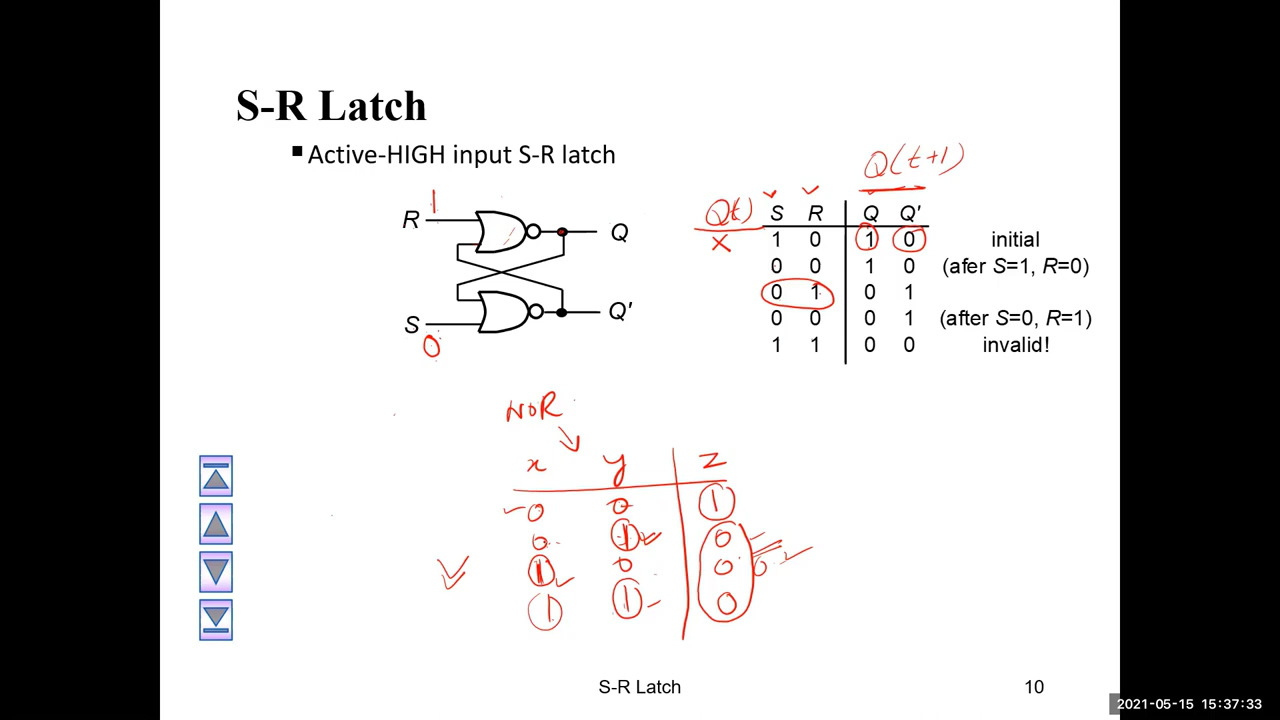 S-R Latch
▪ Active-HIGH input S-R latch
Q(t+1)
R 1 Q
S 0 Q'
Q(t) S R Q Q'
X 1 0 1 0 initial
0 0 1 0 (afer S=1, R=0)
0 1 0 1
0 0 0 1 (after S=0, R=1)
1 1 0 0 invalid!
NOR
x y z
0 0 1
0 1 0
1 0 0 0
1 1 0
S-R Latch
10
2021-05-15 15:37:33